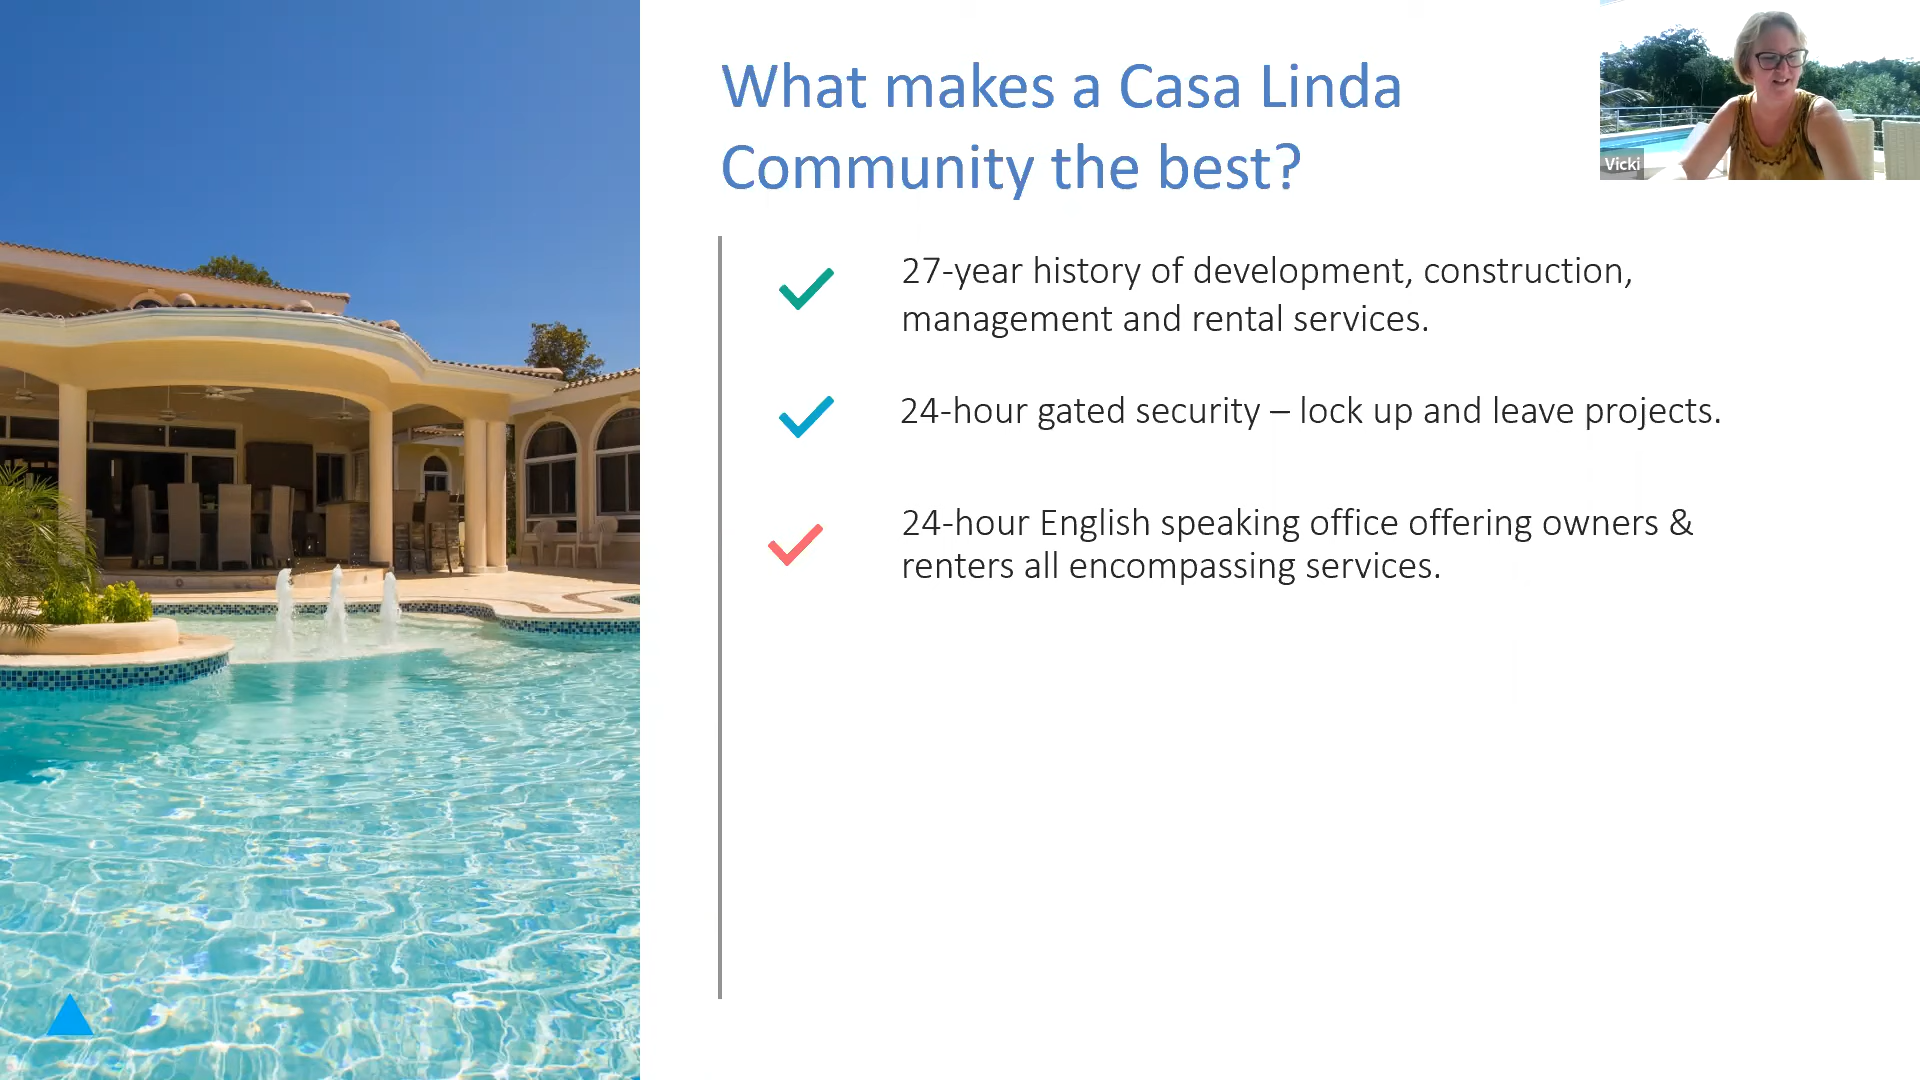 What makes a Casa Linda
Community the best?
Vicki
27-year history of development, construction,
management and rental services.
24-hour gated security – lock up and leave projects.
24-hour English speaking office offering owners &
renters all encompassing services.